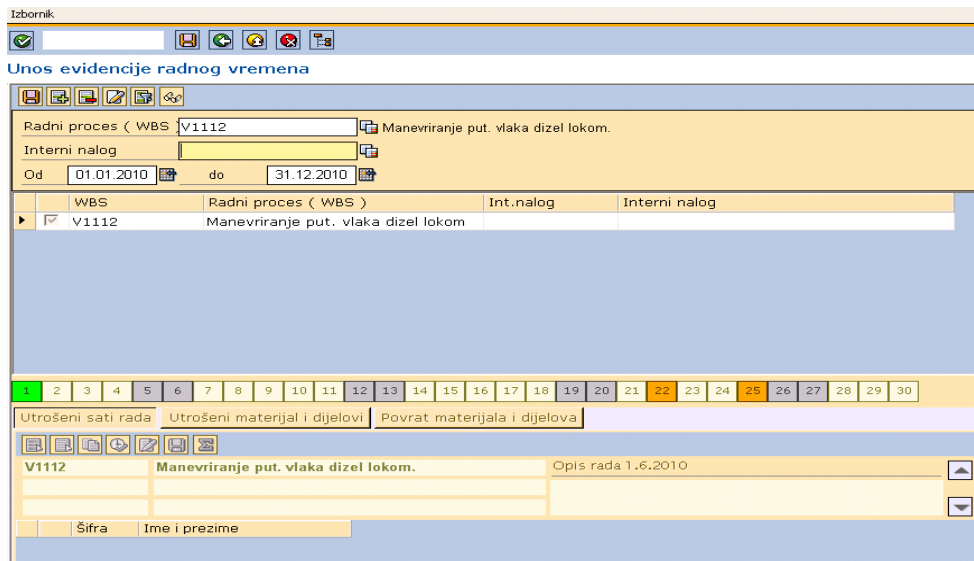 Izbornik
Unos evidencije radnog vremena
Radni proces ( WBS ) V1112 Manevriranje put. vlaka dizel lokom.
Interni nalog
Od 01.01.2010 do 31.12.2010
WBS Radni proces ( WBS ) Int.nalog Interni nalog
V1112 Manevriranje put. vlaka dizel lokom
1 2 3 4 5 6 7 8 9 10 11 12 13 14 15 16 17 18 19 20 21 22 23 24 25 26 27 28 29 30
Utrošeni sati rada Utrošeni materijal i dijelovi Povrat materijala i dijelova
V1112 Manevriranje put. vlaka dizel lokom. Opis rada 1.6.2010
Šifra Ime i prezime